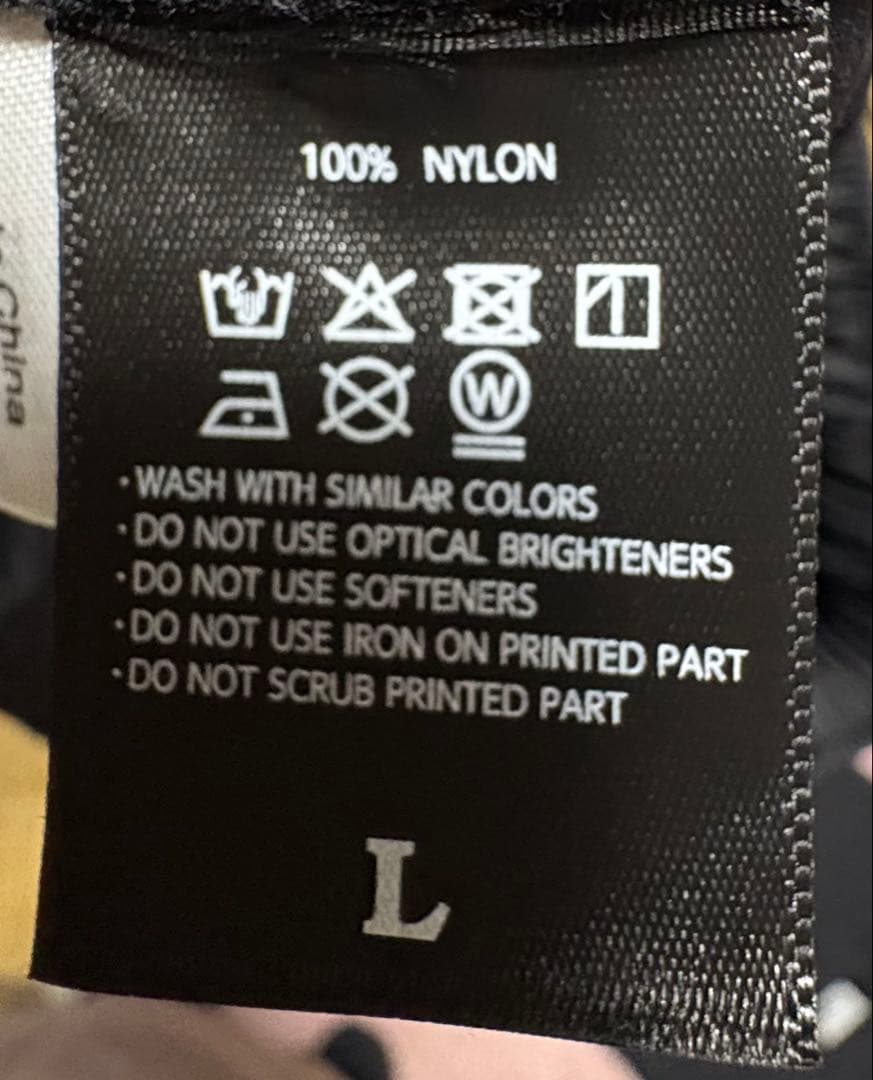 100% NYLON
W
·WASH WITH SIMILAR COLORS
·DO NOT USE OPTICAL BRIGHTENERS
·DO NOT USE SOFTENERS
·DO NOT USE IRON ON PRINTED PART
·DO NOT SCRUB PRINTED PART
L
China